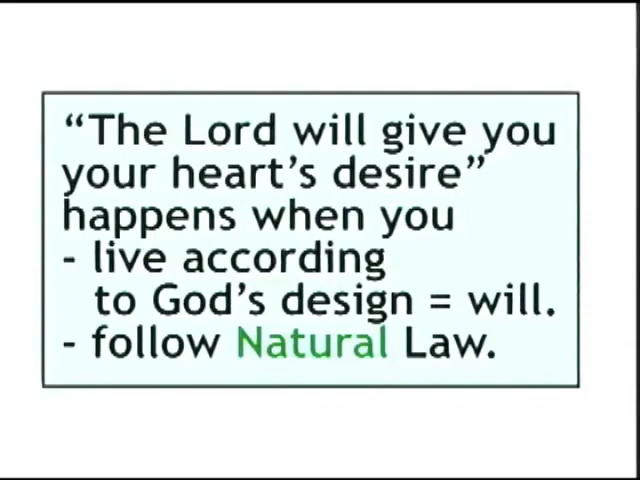 “The Lord will give you
your heart’s desire”
happens when you
- live according
to God’s design = will.
- follow Natural Law.